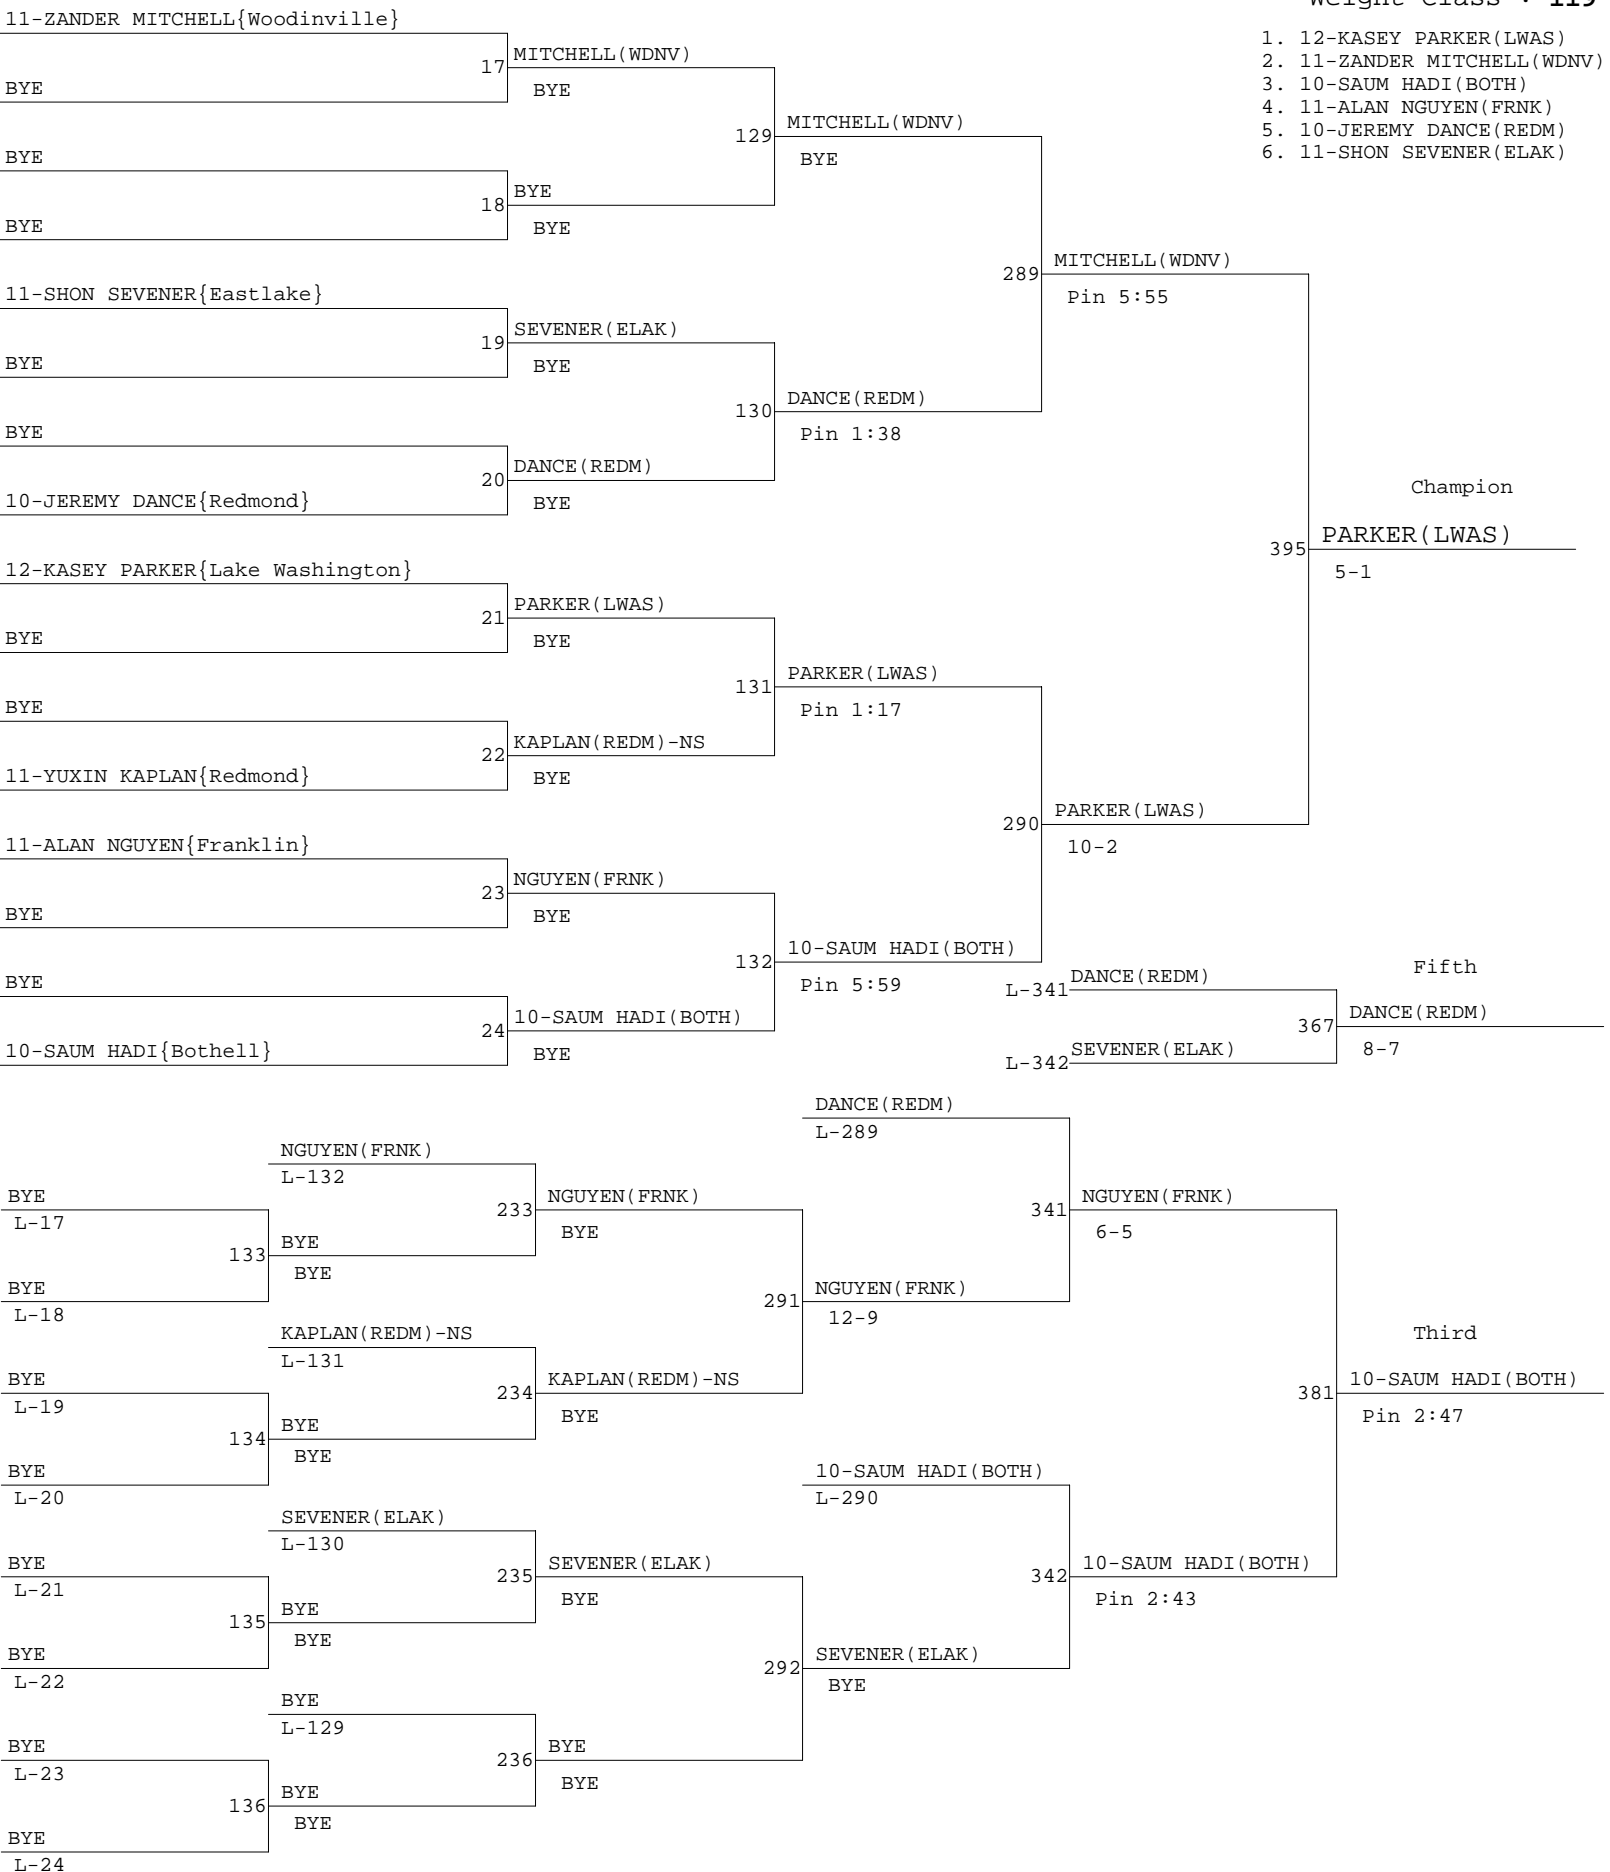 Weight Class : 119
1. 12-KASEY PARKER(LWAS)
2. 11-ZANDER MITCHELL(WDNV)
3. 10-SAUM HADI(BOTH)
4. 11-ALAN NGUYEN(FRNK)
5. 10-JEREMY DANCE(REDM)
6. 11-SHON SEVENER(ELAK)
11-ZANDER MITCHELL{Woodinville}
17
MITCHELL(WDNV)
BYE
BYE
129
MITCHELL(WDNV)
BYE
BYE
18
BYE
BYE
BYE
289
MITCHELL(WDNV)
Pin 5:55
11-SHON SEVENER{Eastlake}
19
SEVENER(ELAK)
BYE
BYE
130
DANCE(REDM)
Pin 1:38
BYE
20
DANCE(REDM)
BYE
10-JEREMY DANCE{Redmond}
Champion
395
PARKER(LWAS)
5-1
12-KASEY PARKER{Lake Washington}
21
PARKER(LWAS)
BYE
BYE
131
PARKER(LWAS)
Pin 1:17
BYE
22
KAPLAN(REDM)-NS
BYE
11-YUXIN KAPLAN{Redmond}
290
PARKER(LWAS)
10-2
11-ALAN NGUYEN{Franklin}
23
NGUYEN(FRNK)
BYE
BYE
132
10-SAUM HADI(BOTH)
Pin 5:59
BYE
24
10-SAUM HADI(BOTH)
BYE
10-SAUM HADI{Bothell}
Fifth
L-341
DANCE(REDM)
367
DANCE(REDM)
8-7
L-342
SEVENER(ELAK)
DANCE(REDM)
L-289
NGUYEN(FRNK)
L-132
BYE
L-17
233
NGUYEN(FRNK)
BYE
341
NGUYEN(FRNK)
6-5
133
BYE
BYE
BYE
L-18
291
NGUYEN(FRNK)
12-9
KAPLAN(REDM)-NS
L-131
Third
BYE
L-19
234
KAPLAN(REDM)-NS
BYE
381
10-SAUM HADI(BOTH)
Pin 2:47
134
BYE
BYE
BYE
L-20
10-SAUM HADI(BOTH)
L-290
SEVENER(ELAK)
L-130
BYE
L-21
235
SEVENER(ELAK)
BYE
342
10-SAUM HADI(BOTH)
Pin 2:43
135
BYE
BYE
BYE
L-22
292
SEVENER(ELAK)
BYE
BYE
L-129
BYE
L-23
236
BYE
BYE
136
BYE
BYE
BYE
L-24